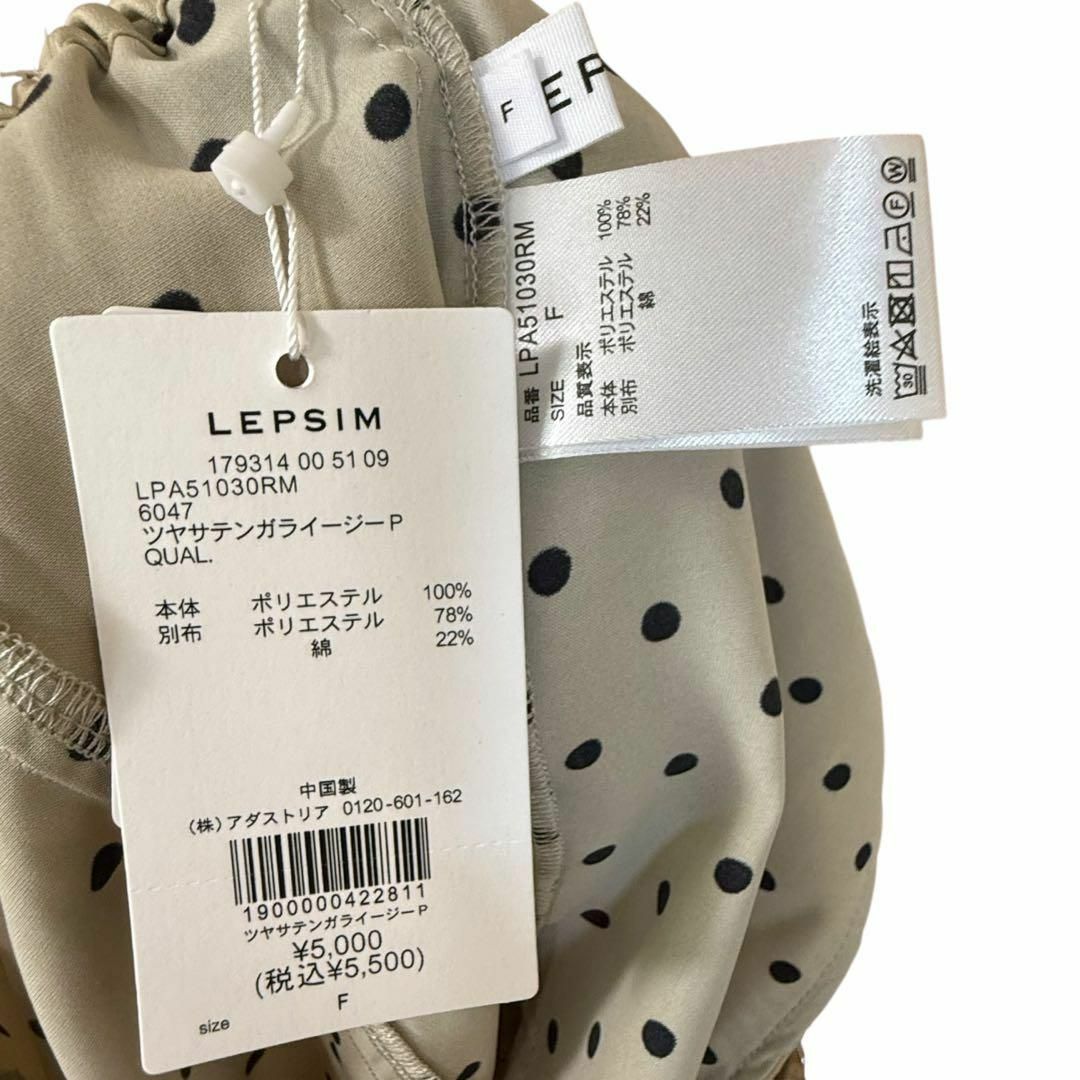 LEPSIM
179314 00 51 09
LPA51030RM
6047
ツヤサテンガライージーP
QUAL.
本体 ポリエステル 100%
別布 ポリエステル 78%
綿 22%
中国製
(株)アダストリア 0120-601-162
1900000422811
ツヤサテンガライージーP
¥5,000
(税込¥5,500)
F
size
F
品番 LPA51030RM
SIZE F
品質表示
本体 ポリエステル 100%
別布 ポリエステル 78%
綿 22%
洗濯絵表示
30
F
W